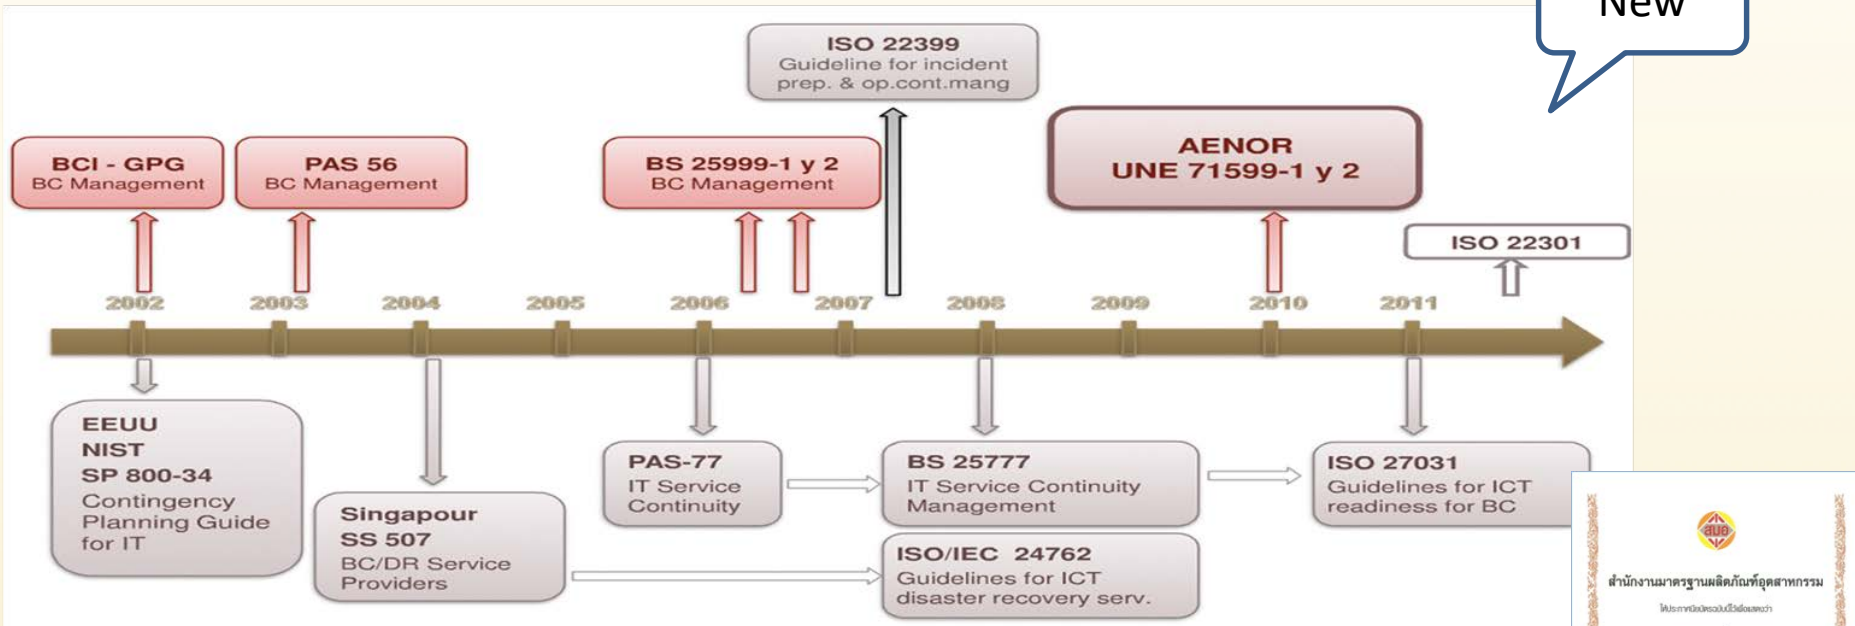 New
ISO 22399
Guideline for incident
prep. & op.cont.mang
BCI - GPG
BC Management
PAS 56
BC Management
BS 25999-1 y 2
BC Management
AENOR
UNE 71599-1 y 2
ISO 22301
2002
2003
2004
2005
2006
2007
2008
2009
2010
2011
EEUU
NIST
SP 800-34
Contingency
Planning Guide
for IT
Singapour
SS 507
BC/DR Service
Providers
PAS-77
IT Service
Continuity
BS 25777
IT Service Continuity
Management
ISO/IEC 24762
Guidelines for ICT
disaster recovery serv.
ISO 27031
Guidelines for ICT
readiness for BC
สมอ
สำนักงานมาตรฐานผลิตภัณฑ์อุตสาหกรรม